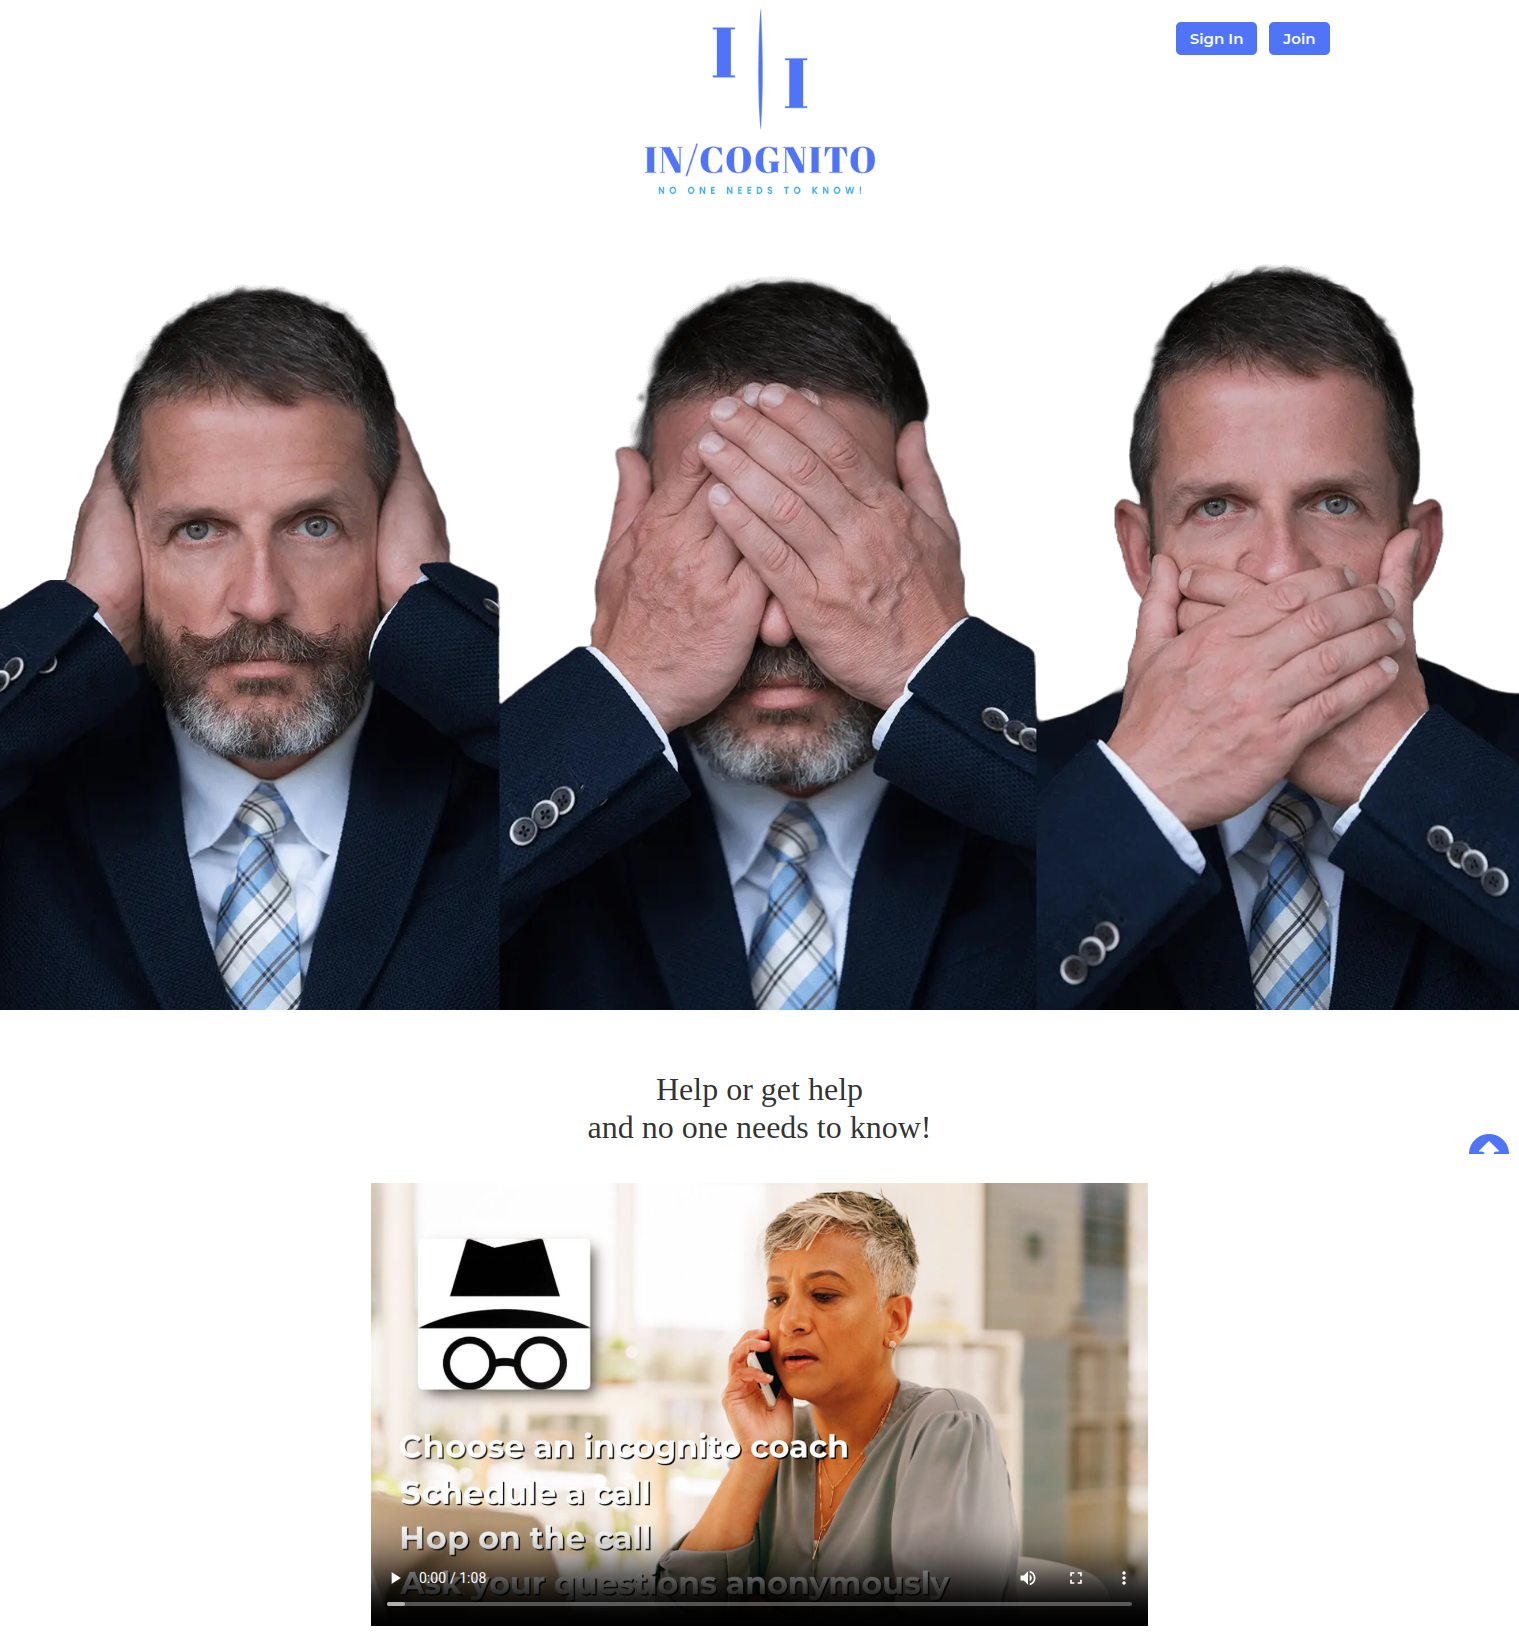 I I
Sign In Join
IN/COGNITO
NO ONE NEEDS TO KNOW!
Help or get help
and no one needs to know!
Choose an incognito coach
Schedule a call
Hop on the call
Ask your questions anonymously
0:00 / 1:08